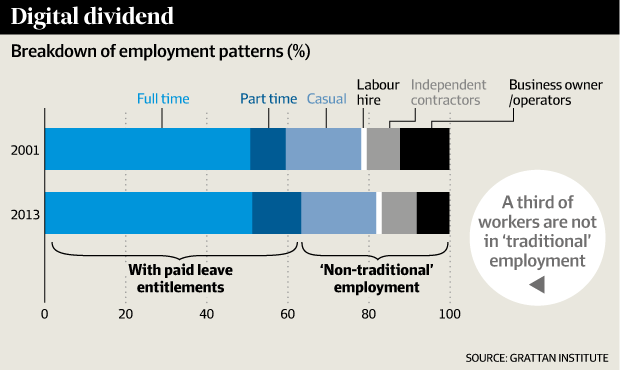 Digital dividend
Breakdown of employment patterns (%)
Full time
Part time
Casual
Labour
hire
Independent
contractors
Business owner
/operators
2001
2013
With paid leave
entitlements
‘Non-traditional’
employment
0
20
40
60
80
100
A third of
workers are not
in ‘traditional’
employment
SOURCE: GRATTAN INSTITUTE